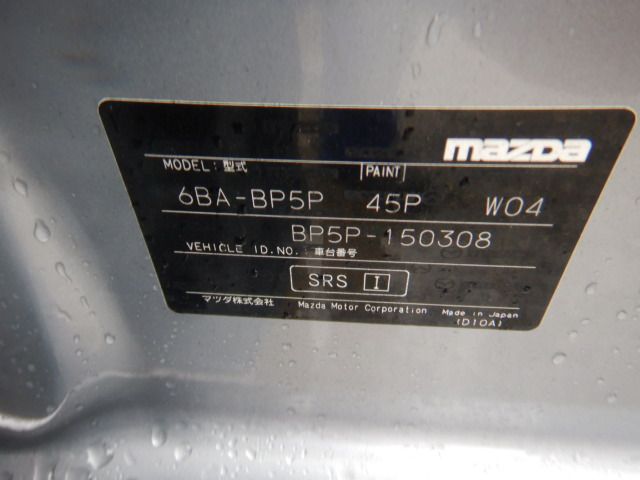 mazda
MODEL:型式 PAINT
6BA-BP5P 45P W04
BP5P-150308
VEHICLE ID.NO.:車台番号
SRS I
マツダ株式会社 Mazda Motor Corporation Made in Japan
(D10A)